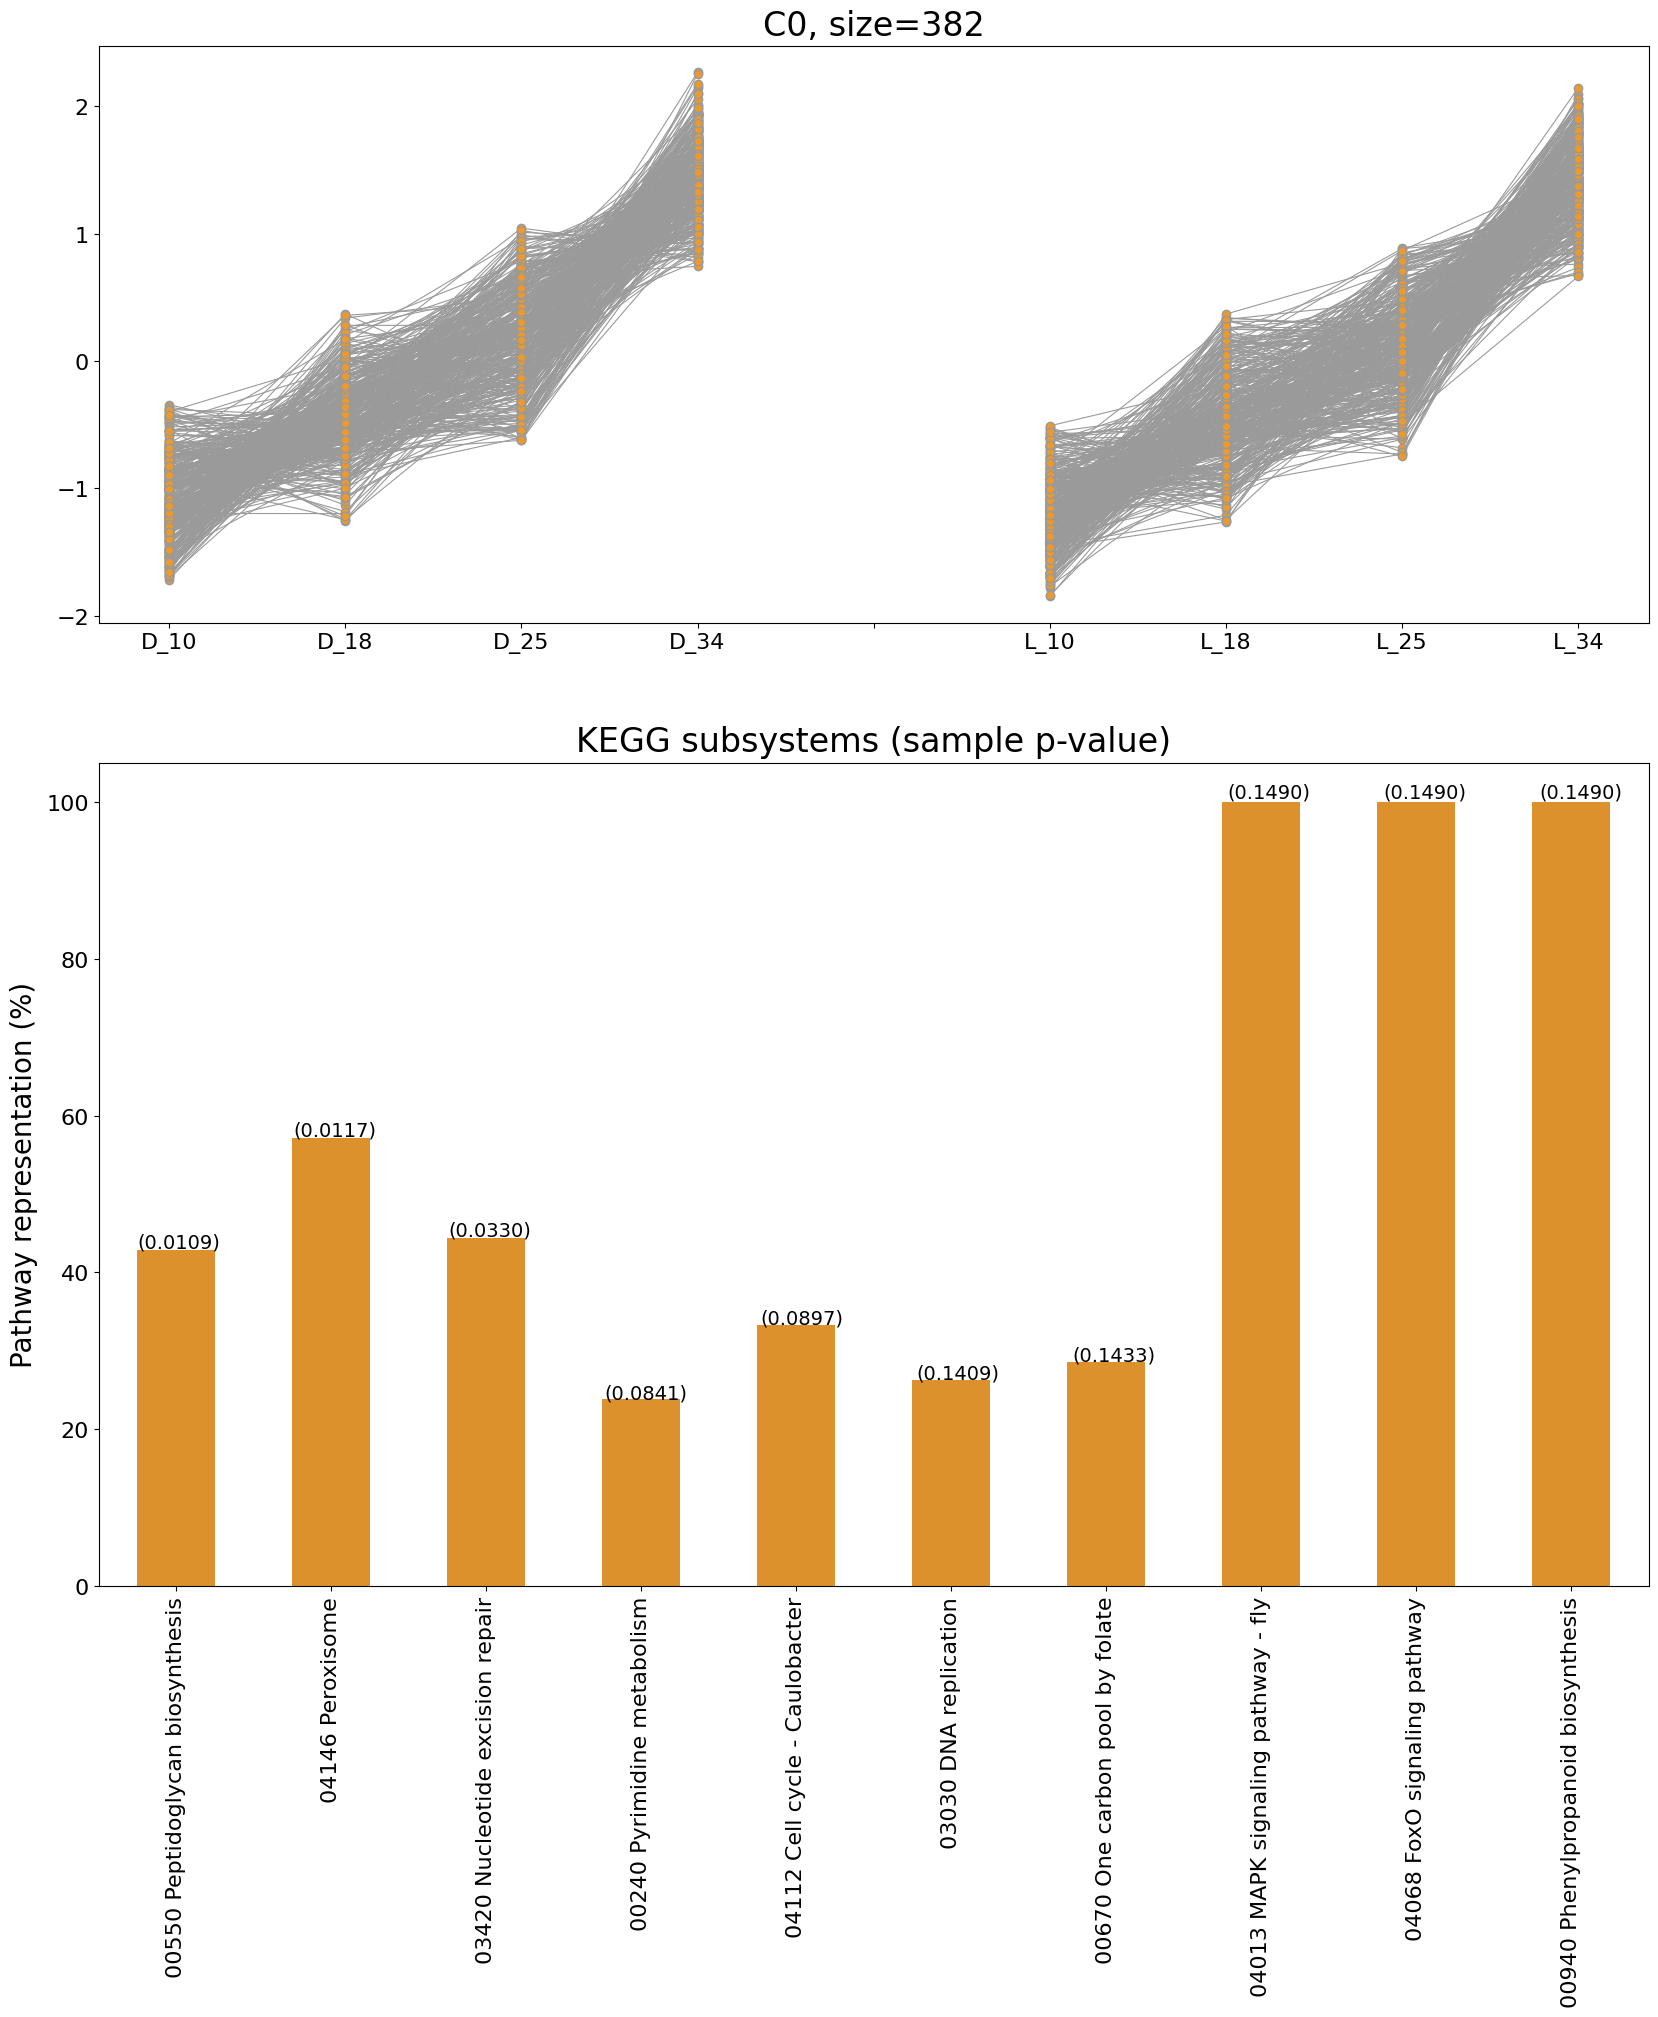 C0, size=382
2
1
0
−1
−2
D_10 D_18 D_25 D_34 L_10 L_18 L_25 L_34
KEGG subsystems (sample p-value)
Pathway representation (%)
100
80
60
40
20
0
(0.0109)
(0.0117)
(0.0330)
(0.0841)
(0.0897)
(0.1409)
(0.1433)
(0.1490)
(0.1490)
(0.1490)
00550 Peptidoglycan biosynthesis
04146 Peroxisome
03420 Nucleotide excision repair
00240 Pyrimidine metabolism
04112 Cell cycle - Caulobacter
03030 DNA replication
00670 One carbon pool by folate
04013 MAPK signaling pathway - fly
04068 FoxO signaling pathway
00940 Phenylpropanoid biosynthesis